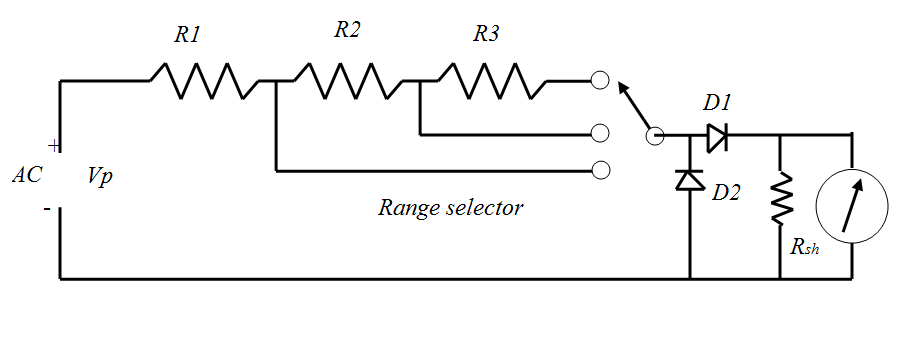 R1
R2
R3
D1
+
AC
Vp
-
D2
Range selector
Rsh